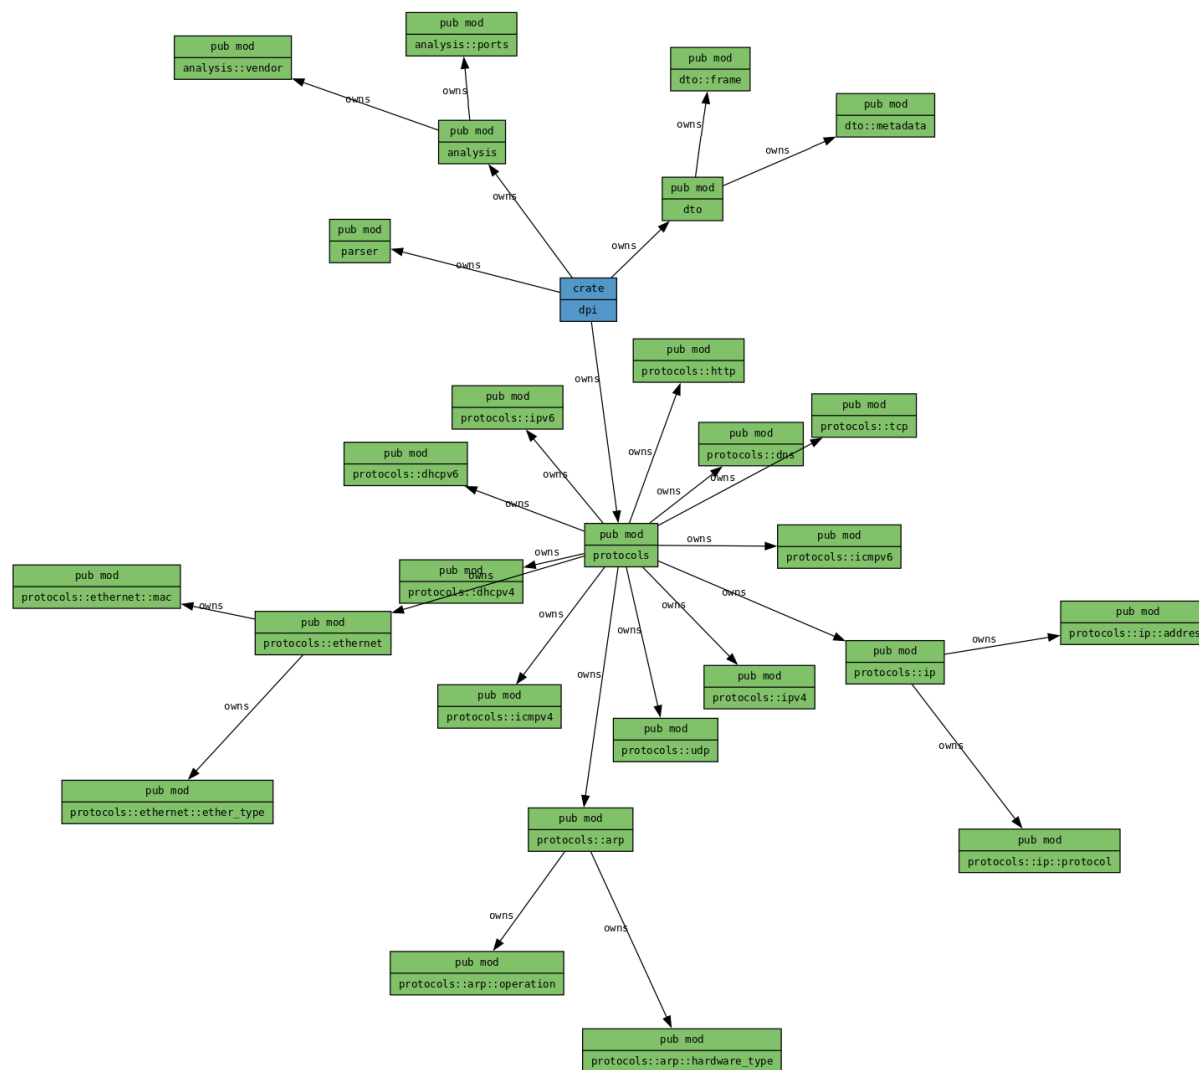 pub mod
analysis::ports
pub mod
analysis::vendor
pub mod
dto::frame
owns
owns
pub mod
dto::metadata
owns
pub mod
analysis
owns
pub mod
dto
owns
pub mod
parser
owns
owns
owns
crate
dpi
pub mod
protocols::http
owns
pub mod
protocols::ipv6
pub mod
protocols::tcp
pub mod
protocols::dns
pub mod
protocols::dhcpv6
owns
owns
owns
owns
owns
pub mod
protocols
pub mod
protocols::icmpv6
owns
owns
owns
pub mod
protocols::dhcpv4
pub mod
protocols::ethernet::mac
owns
pub mod
protocols::ethernet
owns
owns
owns
owns
pub mod
protocols::ip::addres
owns
pub mod
protocols::ip
owns
pub mod
protocols::ipv4
pub mod
protocols::icmpv4
owns
pub mod
protocols::udp
owns
pub mod
protocols::ethernet::ether_type
pub mod
protocols::arp
pub mod
protocols::ip::protocol
owns
owns
pub mod
protocols::arp::operation
pub mod
protocols::arp::hardware_type